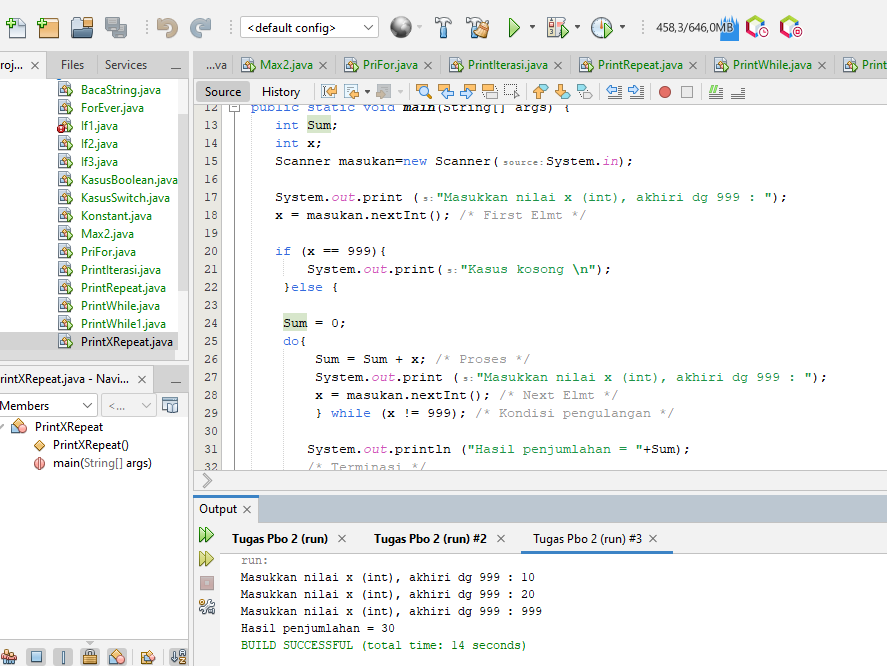 <default config>
458,3/646,0MB
roj...
Files
Services
...va
Max2.java
PriFor.java
PrintIterasi.java
PrintRepeat.java
PrintWhile.java
Print
BacaString.java
ForEver.java
If1.java
If2.java
If3.java
KasusBoolean.java
KasusSwitch.java
Konstant.java
Max2.java
PriFor.java
PrintIterasi.java
PrintRepeat.java
PrintWhile.java
PrintWhile1.java
PrintXRepeat.java
rintXRepeat.java - Navi...
Members
<...
PrintXRepeat
PrintXRepeat()
main(String[] args)
Source History
12 public static void main(String[] args) {
13 int Sum;
14 int x;
15 Scanner masukan=new Scanner(source:System.in);
16
17 System.out.print (s:"Masukkan nilai x (int), akhiri dg 999 : ");
18 x = masukan.nextInt(); /* First Elmt */
19
20 if (x == 999){
21 System.out.print(s:"Kasus kosong \n");
22 }else {
23
24 Sum = 0;
25 do{
26 Sum = Sum + x; /* Proses */
27 System.out.print (s:"Masukkan nilai x (int), akhiri dg 999 : ");
28 x = masukan.nextInt(); /* Next Elmt */
29 } while (x != 999); /* Kondisi pengulangan */
30
31 System.out.println ("Hasil penjumlahan = "+Sum);
32 /* Terminasi */
Output
Tugas Pbo 2 (run)
Tugas Pbo 2 (run) #2
Tugas Pbo 2 (run) #3
run:
Masukkan nilai x (int), akhiri dg 999 : 10
Masukkan nilai x (int), akhiri dg 999 : 20
Masukkan nilai x (int), akhiri dg 999 : 999
Hasil penjumlahan = 30
BUILD SUCCESSFUL (total time: 14 seconds)